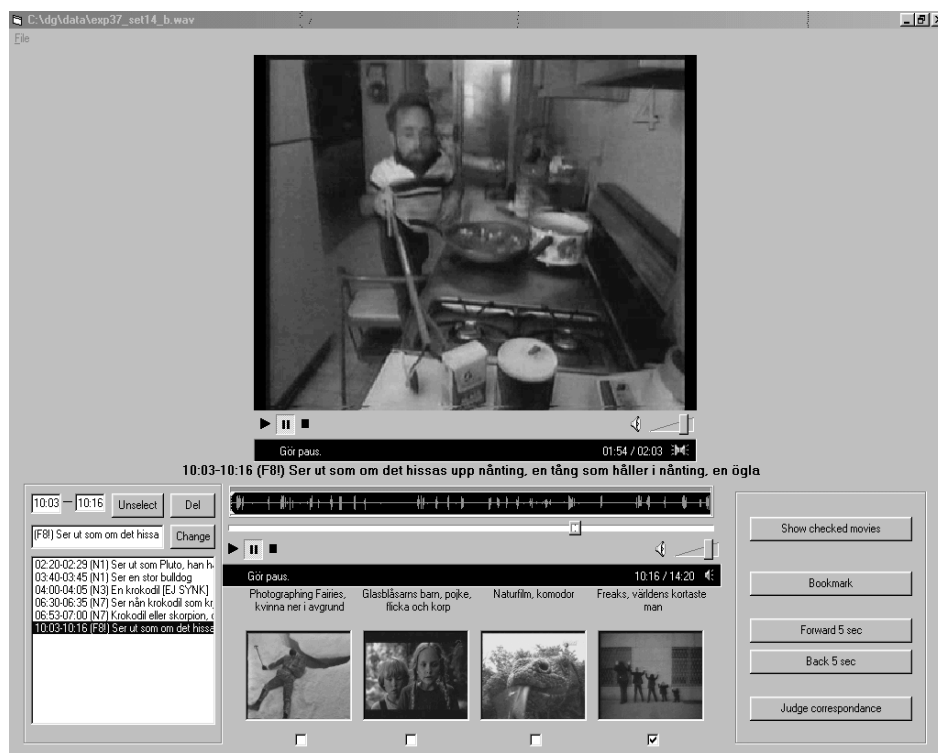 C:\dg\data\exp37_set14_b.wav
File
Gör paus.
01:54 / 02:03
10:03-10:16 (F8!) Ser ut som om det hissas upp nånting, en tång som håller i nånting, en ögla
10:03 — 10:16 Unselect Del
(F8!) Ser ut som om det hissa Change
02:20-02:29 (N1) Ser ut som Pluto, han h
03:40-03:45 (N1) Ser en stor bulldog
04:00-04:05 (N3) En krokodil [EJ SYNK]
06:30-06:35 (N7) Ser nån krokodil som kr
06:53-07:00 (N7) Krokodil eller skorpion,
10:03-10:16 (F8!) Ser ut som om det hissa
Gör paus.
10:16 / 14:20
Photographing Fairies,
kvinna ner i avgrund
Glasblåsarns barn, pojke,
flicka och korp
Naturfilm, komodor
Freaks, världens kortaste
man
Show checked movies
Bookmark
Forward 5 sec
Back 5 sec
Judge correspondance